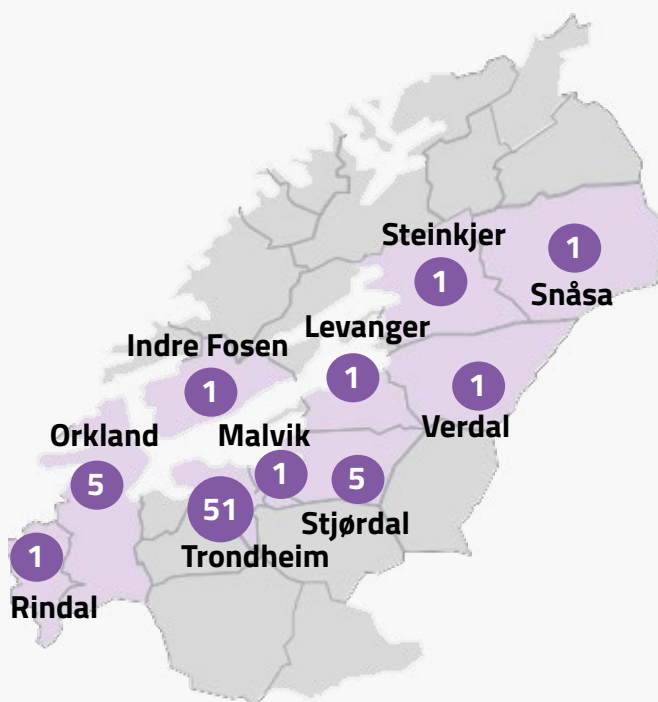 Steinkjer
1
1
Snåsa
Levanger
1
Indre Fosen
1
1
Verdal
Orkland
5
Malvik
1
5
Stjørdal
51
Trondheim
1
Rindal